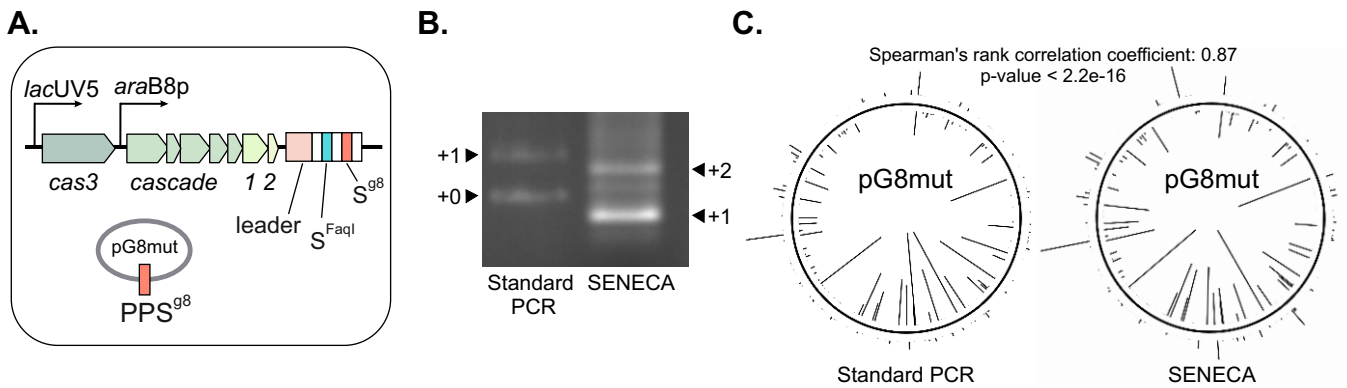 A.
lacUV5 araB8p
cas3 cascade 1 2
leader S^FaqI S^g8
pG8mut
PPS^g8
B.
+1
+0
+2
+1
Standard PCR
SENECA
C.
Spearman's rank correlation coefficient: 0.87
p-value < 2.2e-16
pG8mut
pG8mut
Standard PCR
SENECA